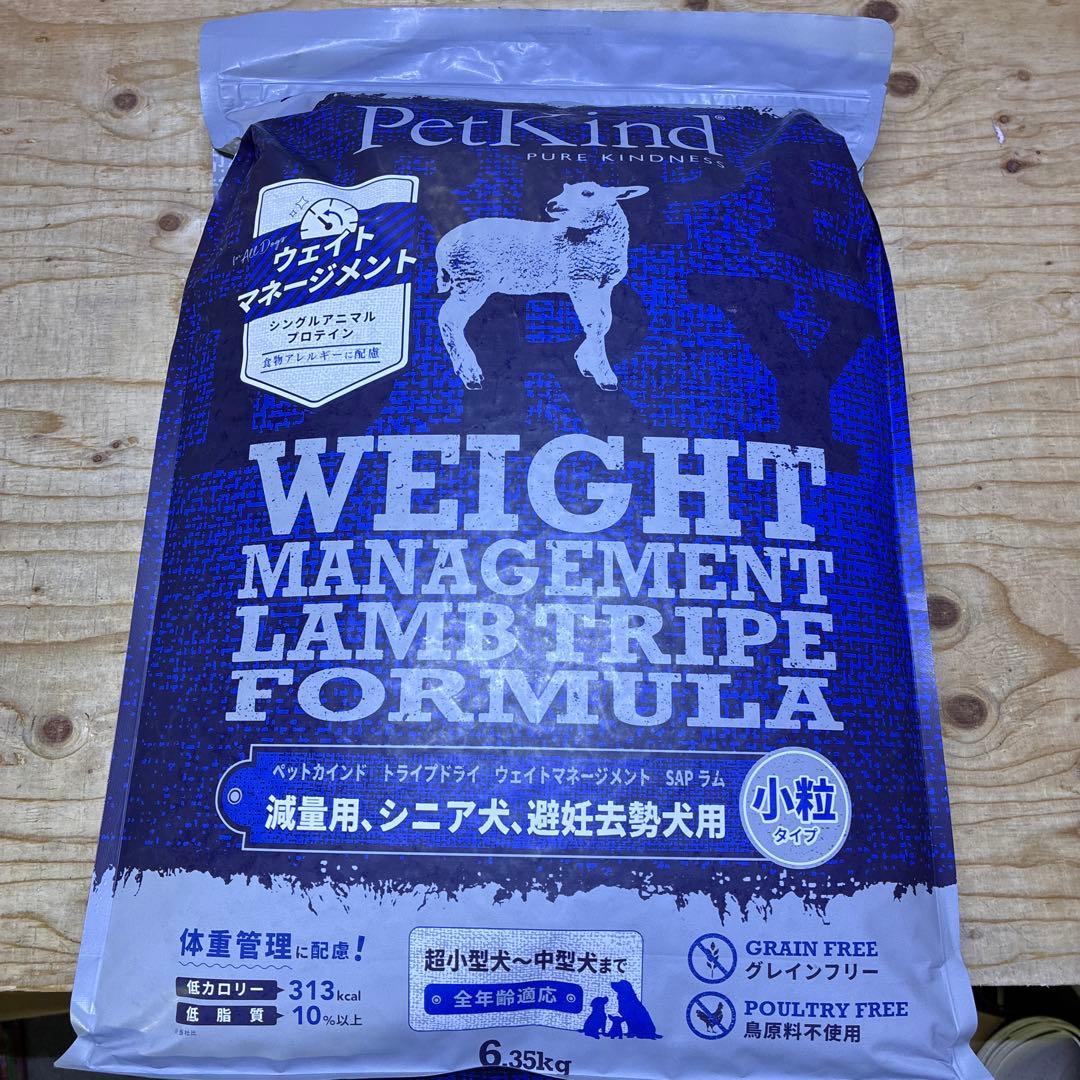 PetKind®
PURE KINDNESS
For All Dogs
ウェイト
マネージメント
シングルアニマル
プロテイン
食物アレルギーに配慮
WEIGHT
MANAGEMENT
LAMB TRIPE
FORMULA
ペットカインド トライプドライ ウェイトマネージメント SAP ラム
減量用、シニア犬、避妊去勢犬用
小粒
タイプ
体重管理に配慮!
低カロリー 313kcal
低脂質 10%以上
※当社比
超小型犬～中型犬まで
全年齢適応
GRAIN FREE
グレインフリー
POULTRY FREE
鳥原料不使用
6.35kg